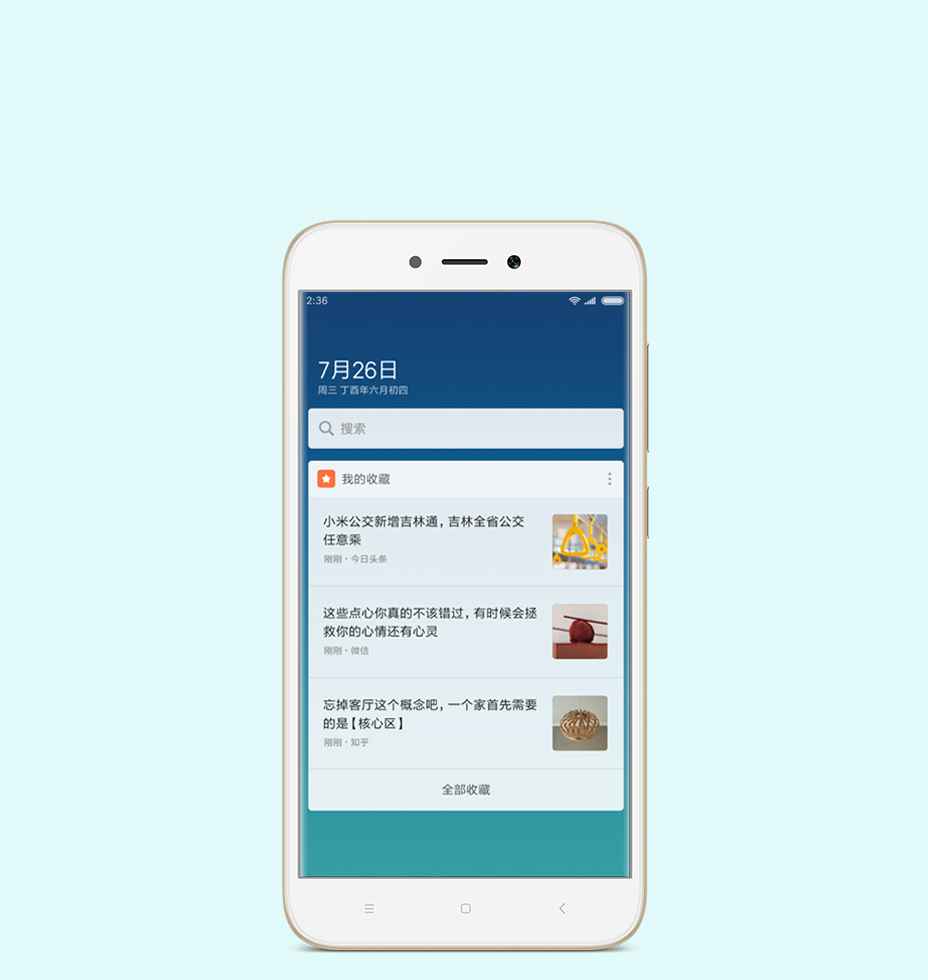 2:36
7月26日
周三 丁酉年六月初四
搜索
我的收藏
小米公交新增吉林通，吉林全省公交
任意乘
刚刚・今日头条
这些点心你真的不该错过，有时候会拯
救你的心情还有心灵
刚刚・微信
忘掉客厅这个概念吧，一个家首先需要
的是【核心区】
刚刚・知乎
全部收藏